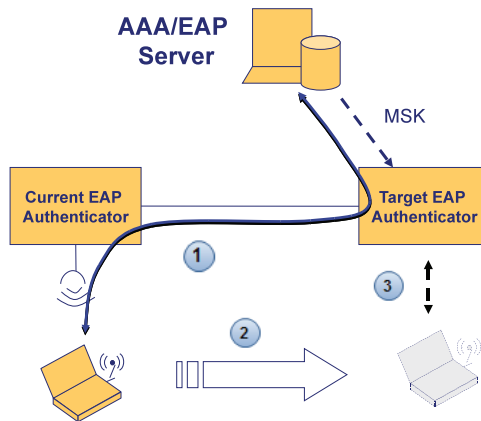 AAA/EAP
Server
MSK
Current EAP
Authenticator
Target EAP
Authenticator
1
3
2